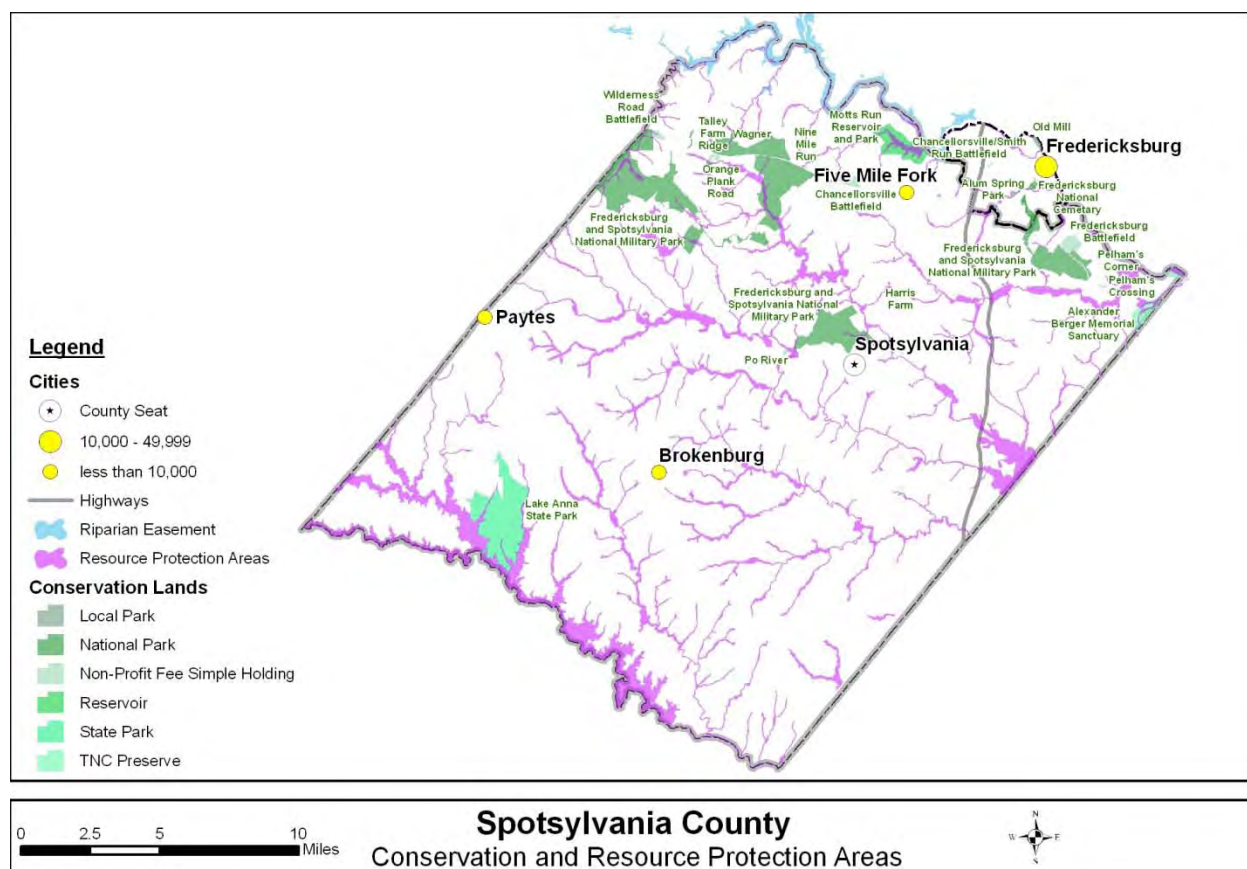 Wilderness
Road
Battlefield
Talley
Farm
Ridge
Wagner
Nine
Mile
Run
Orange
Plank
Road
Motts Run
Reservoir
and Park
Chancellorsville/Smith
Run Battlefield
Old Mill
Fredericksburg
Five Mile Fork
Chancellorsville
Battlefield
Alum Spring
Park
Fredericksburg
National
Cemetery
Fredericksburg
and Spotsylvania
National Military Park
Fredericksburg
Battlefield
Fredericksburg
and Spotsylvania
National Military Park
Pelham's
Corner
Pelham's
Crossing
Fredericksburg and
Spotsylvania National
Military Park
Harris
Farm
Alexander
Berger Memorial
Sanctuary
Paytes
Spotsylvania
Po River
Brokenburg
Lake Anna
State Park
Legend
Cities
County Seat
10,000 - 49,999
less than 10,000
Highways
Riparian Easement
Resource Protection Areas
Conservation Lands
Local Park
National Park
Non-Profit Fee Simple Holding
Reservoir
State Park
TNC Preserve
0 2.5 5 10
Miles
Spotsylvania County
Conservation and Resource Protection Areas
N
W E
S